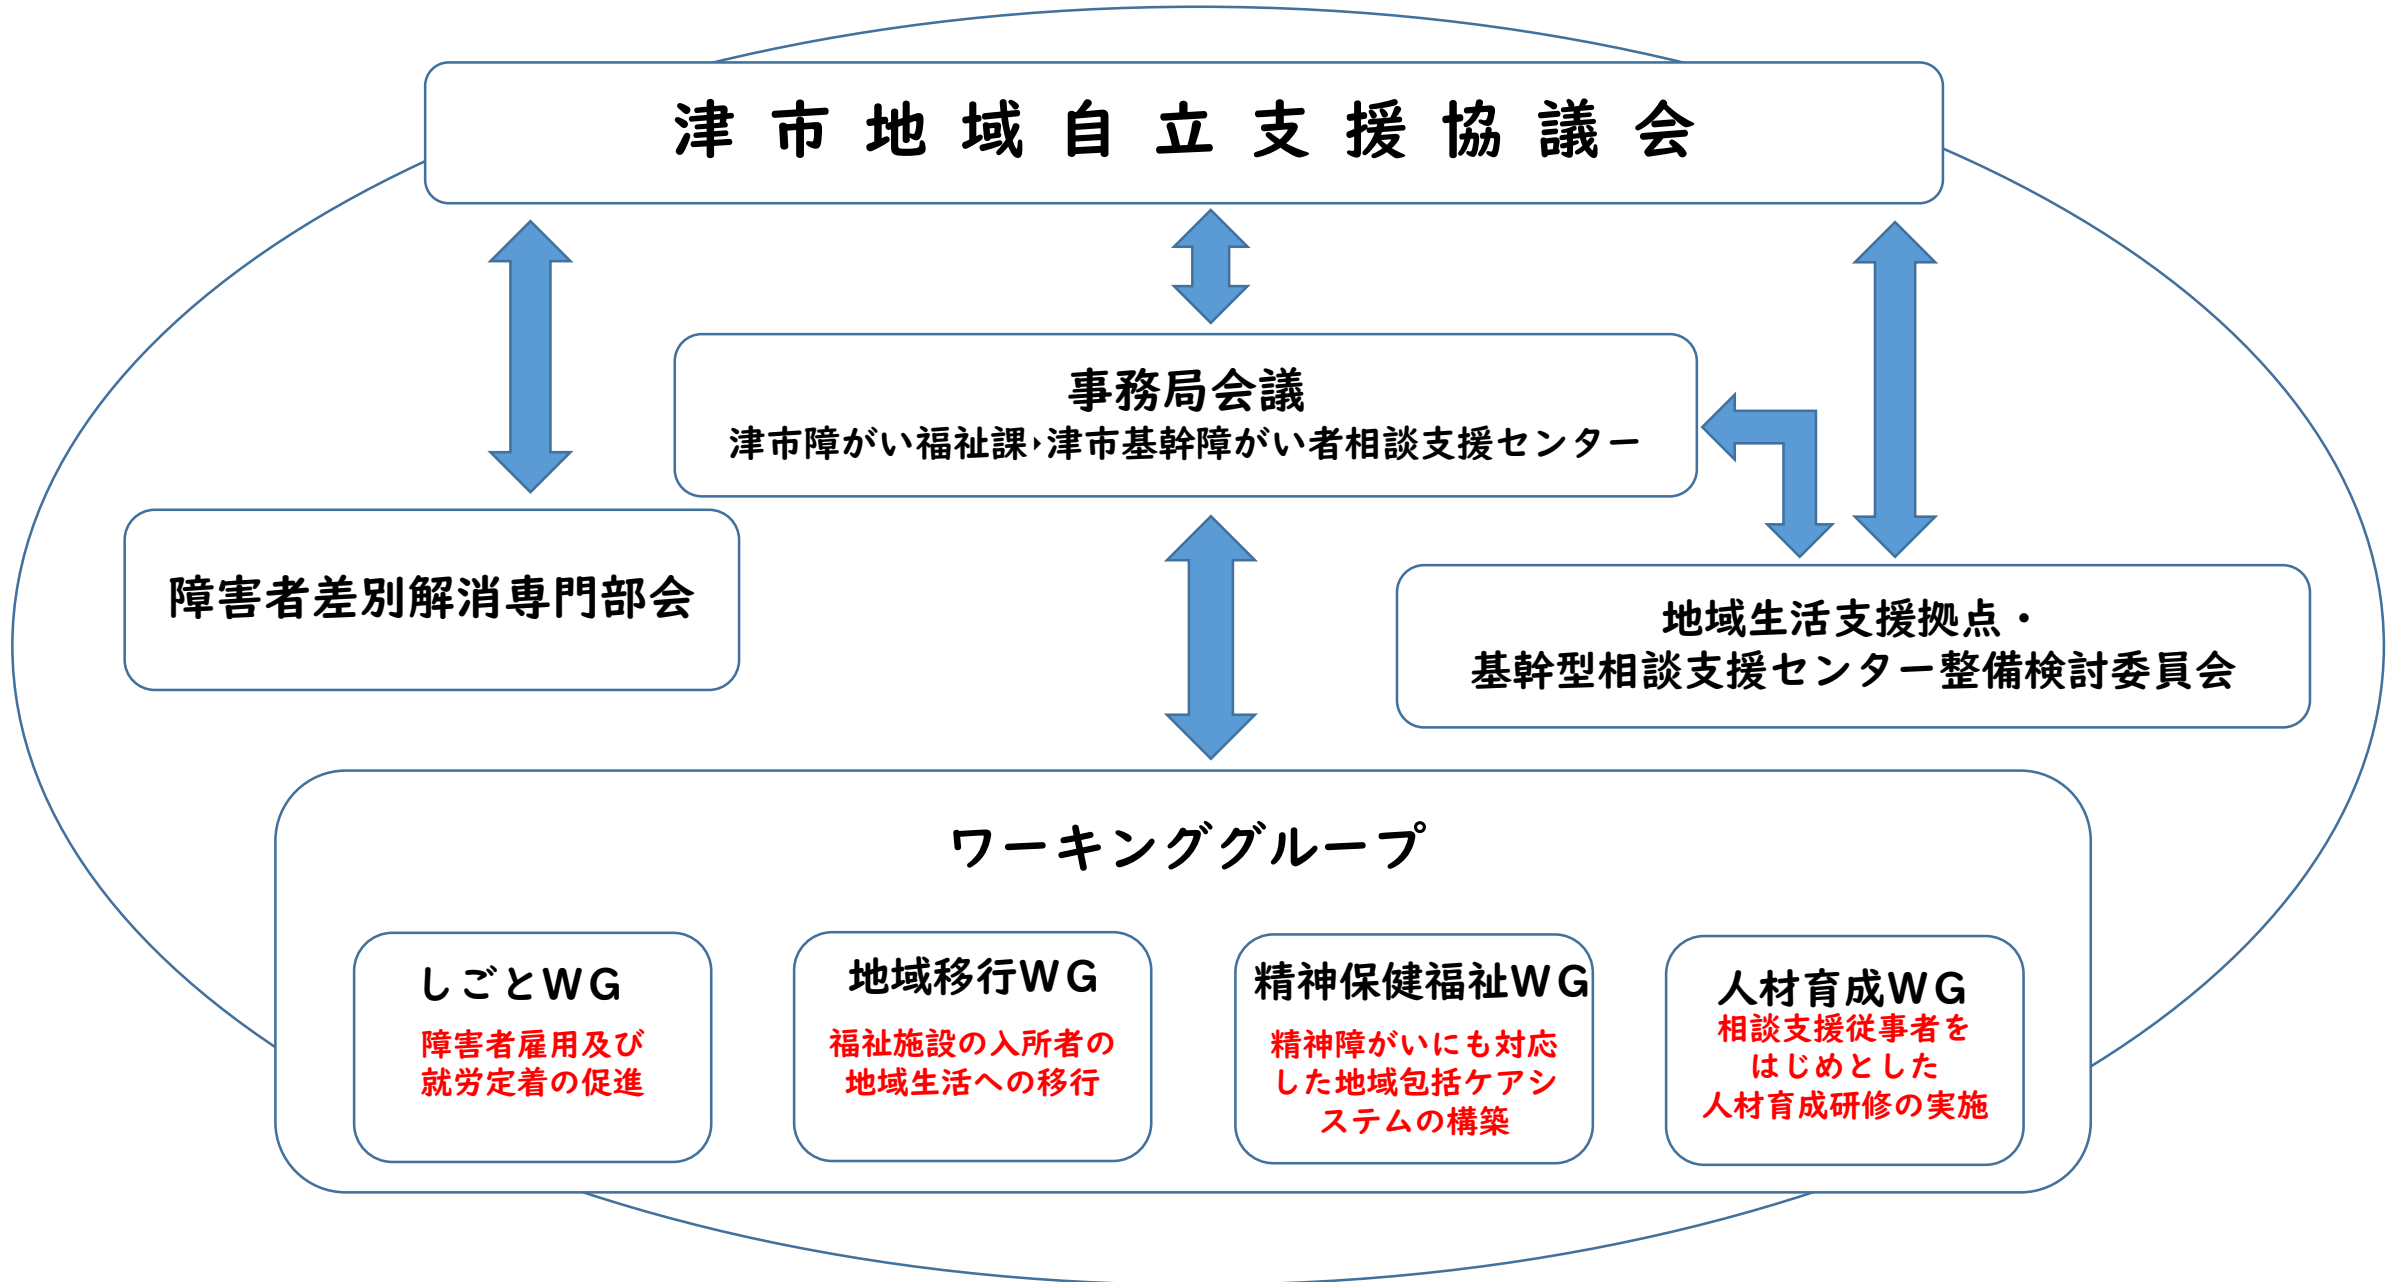 津市地域自立支援協議会
事務局会議
津市障がい福祉課・津市基幹障がい者相談支援センター
障害者差別解消専門部会
地域生活支援拠点・
基幹型相談支援センター整備検討委員会
ワーキンググループ
しごとWG
障害者雇用及び
就労定着の促進
地域移行WG
福祉施設の入所者の
地域生活への移行
精神保健福祉WG
精神障がいにも対応
した地域包括ケアシ
ステムの構築
人材育成WG
相談支援従事者を
はじめとした
人材育成研修の実施